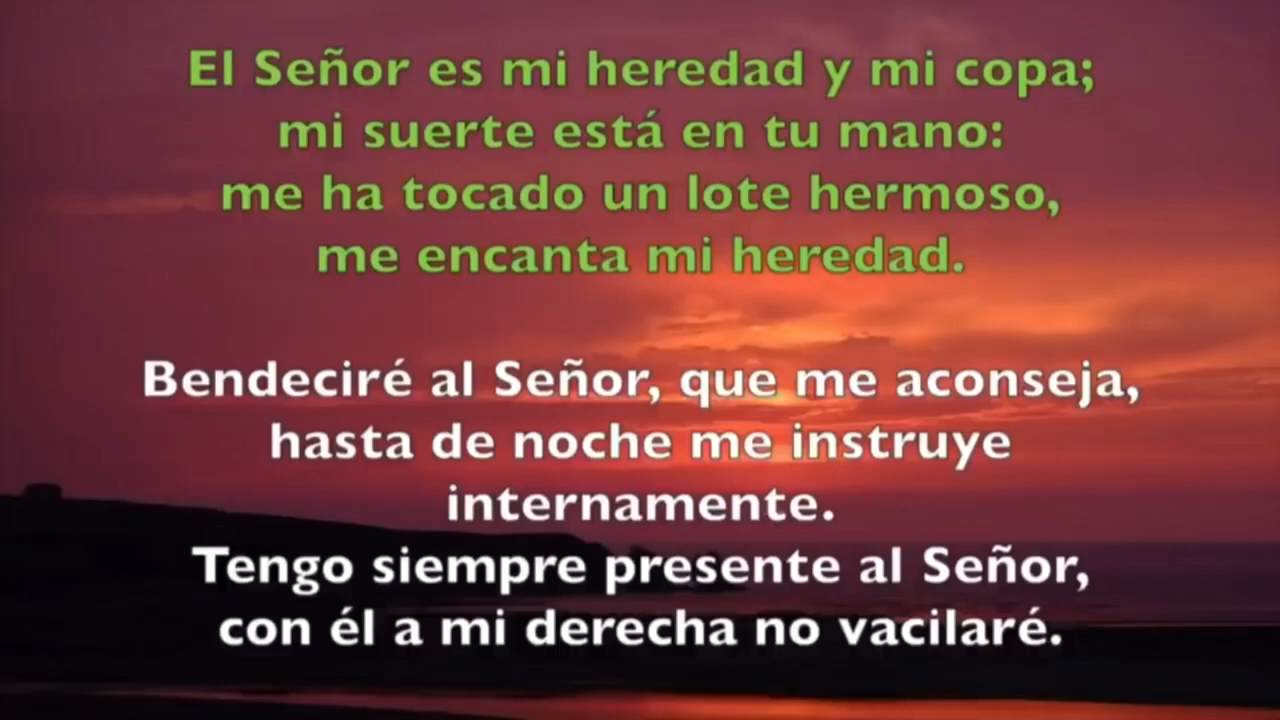 El Señor es mi heredad y mi copa;
mi suerte está en tu mano:
me ha tocado un lote hermoso,
me encanta mi heredad.
Bendeciré al Señor, que me aconseja,
hasta de noche me instruye
internamente.
Tengo siempre presente al Señor,
con él a mi derecha no vacilaré.